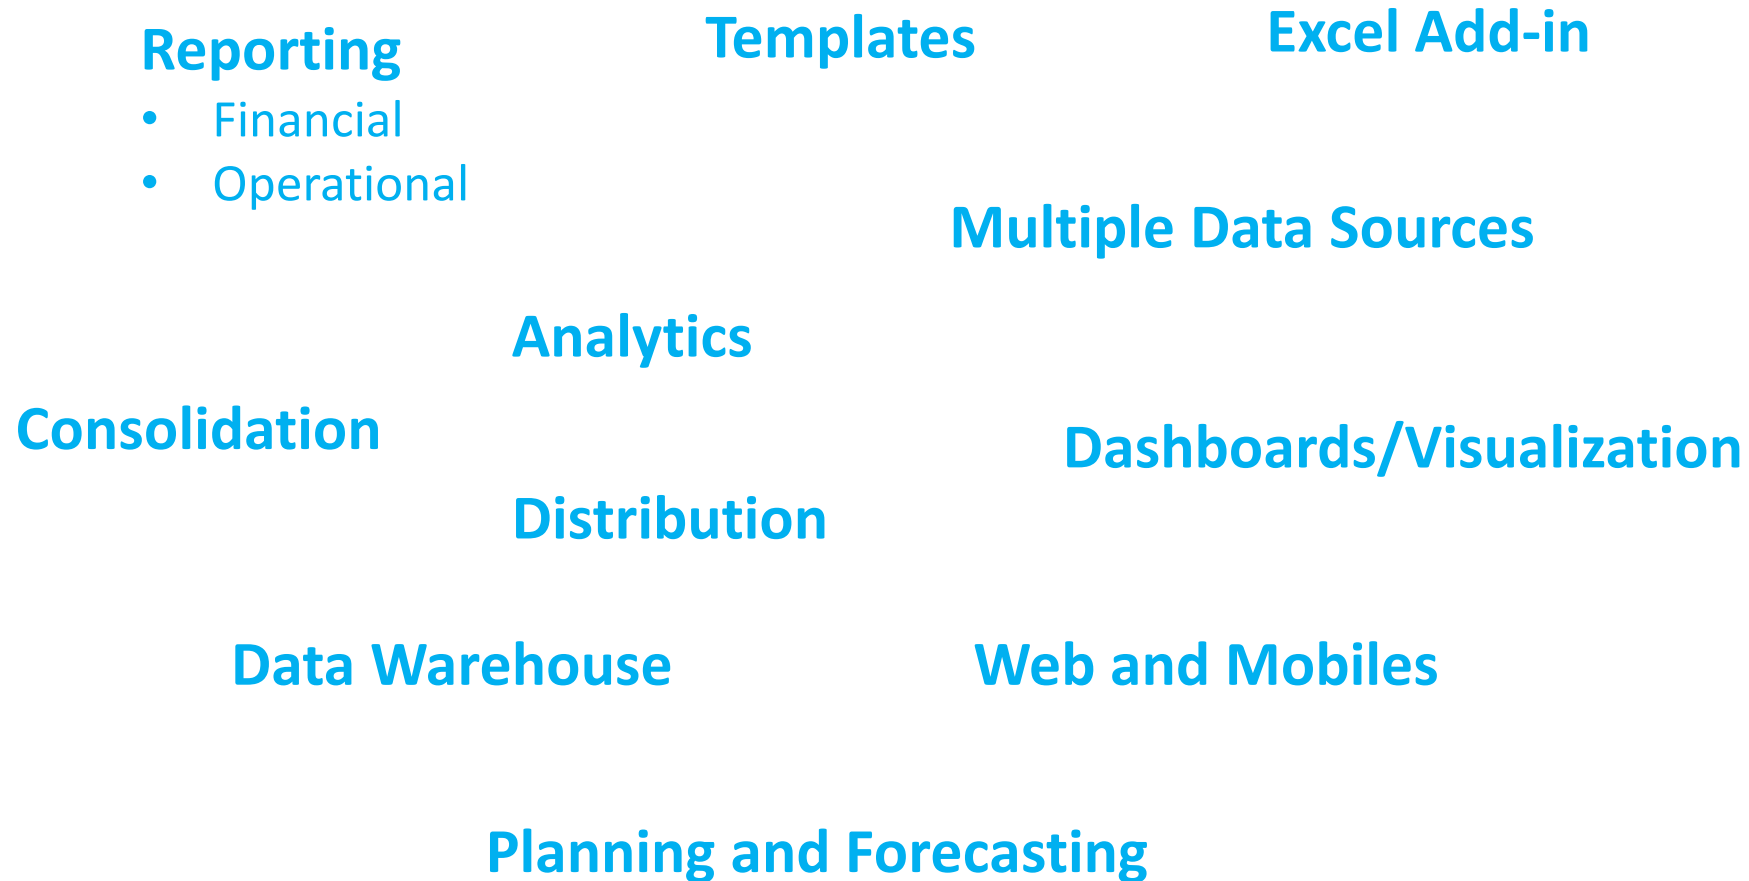 Reporting
• Financial
• Operational
Templates
Excel Add-in
Multiple Data Sources
Analytics
Consolidation
Dashboards/Visualization
Distribution
Data Warehouse
Web and Mobiles
Planning and Forecasting